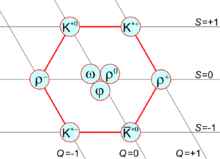 K*⁰ K*⁺ S=+1
ρ⁻ ω ρ⁰ ρ⁺ S=0
φ
K*⁻ K̄*⁰ S=-1
Q=-1 Q=0 Q=+1